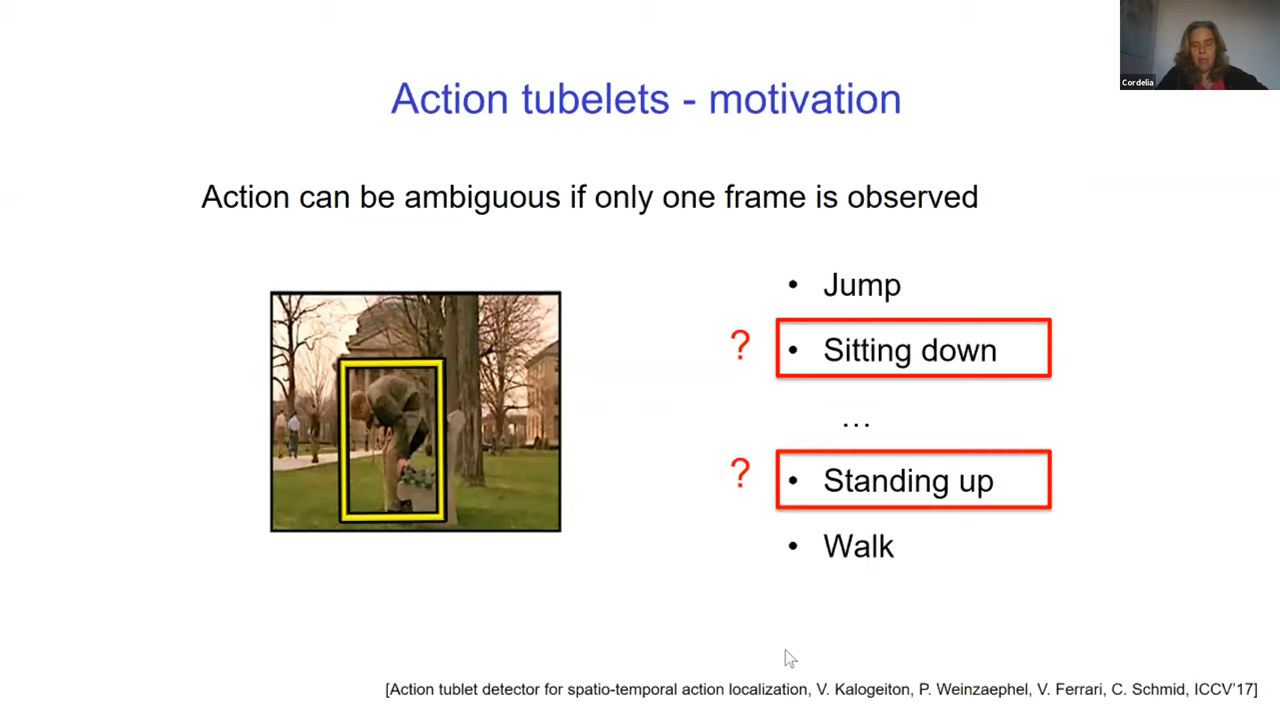 Cordelia
Action tubelets - motivation
Action can be ambiguous if only one frame is observed
• Jump
? • Sitting down
...
? • Standing up
• Walk
[Action tublet detector for spatio-temporal action localization, V. Kalogeiton, P. Weinzaephel, V. Ferrari, C. Schmid, ICCV'17]